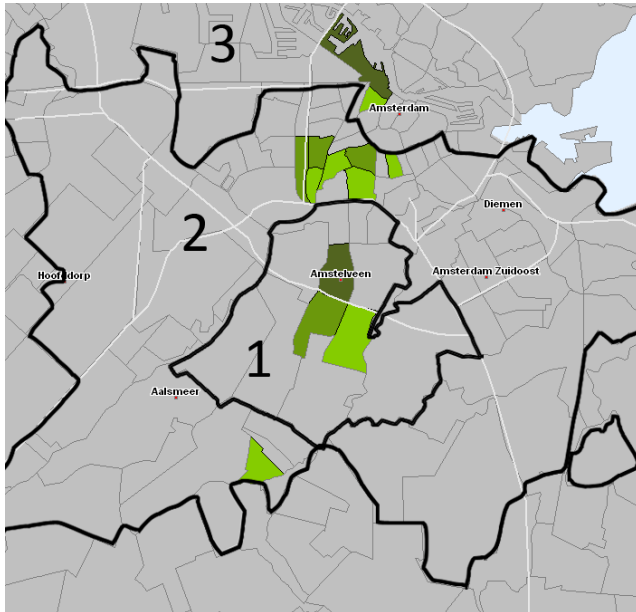 3
Amsterdam
Diemen
2
Hoofddorp
Amstelveen
Amsterdam Zuidoost
1
Aalsmeer